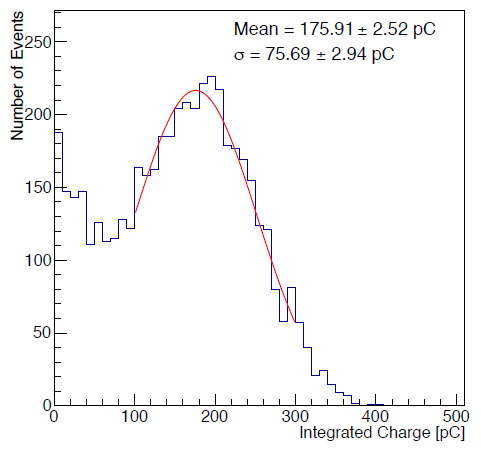 Mean = 175.91 ± 2.52 pC
σ = 75.69 ± 2.94 pC
Number of Events
250
200
150
100
50
0
0 100 200 300 400 500
Integrated Charge [pC]